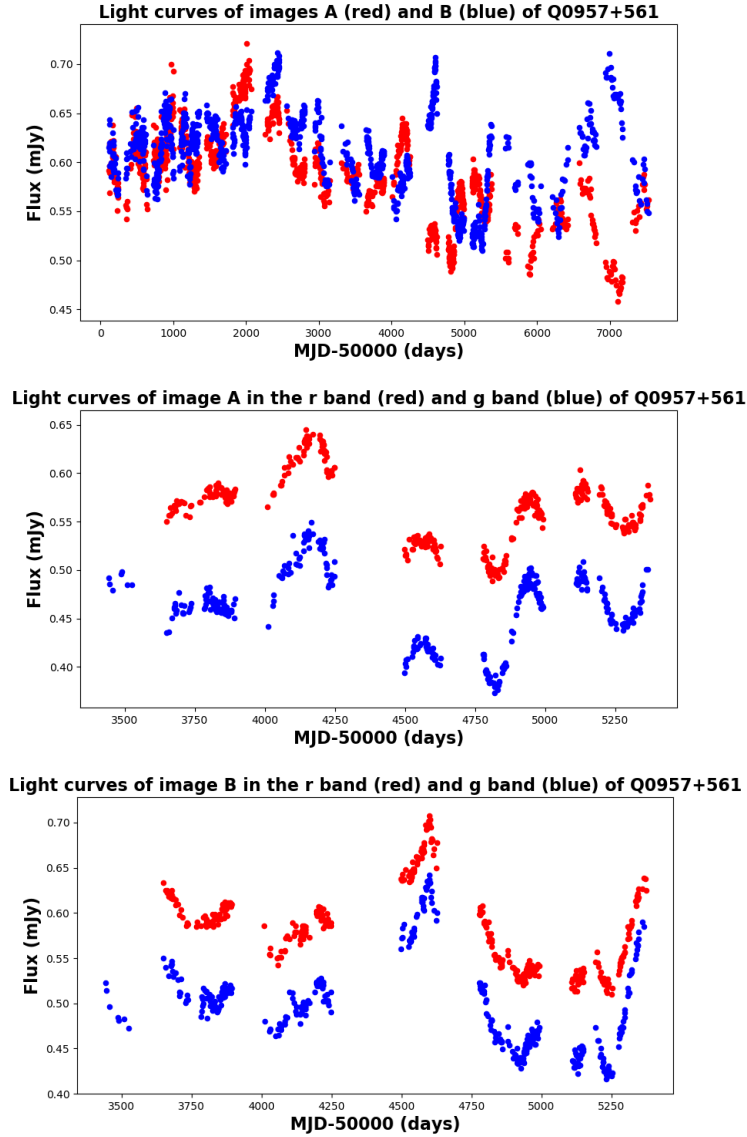 Light curves of images A (red) and B (blue) of Q0957+561
0.70
0.65
0.60
0.55
0.50
0.45
Flux (mJy)
0 1000 2000 3000 4000 5000 6000 7000
MJD-50000 (days)
Light curves of image A in the r band (red) and g band (blue) of Q0957+561
0.65
0.60
0.55
0.50
0.45
0.40
Flux (mJy)
3500 3750 4000 4250 4500 4750 5000 5250
MJD-50000 (days)
Light curves of image B in the r band (red) and g band (blue) of Q0957+561
0.70
0.65
0.60
0.55
0.50
0.45
0.40
Flux (mJy)
3500 3750 4000 4250 4500 4750 5000 5250
MJD-50000 (days)